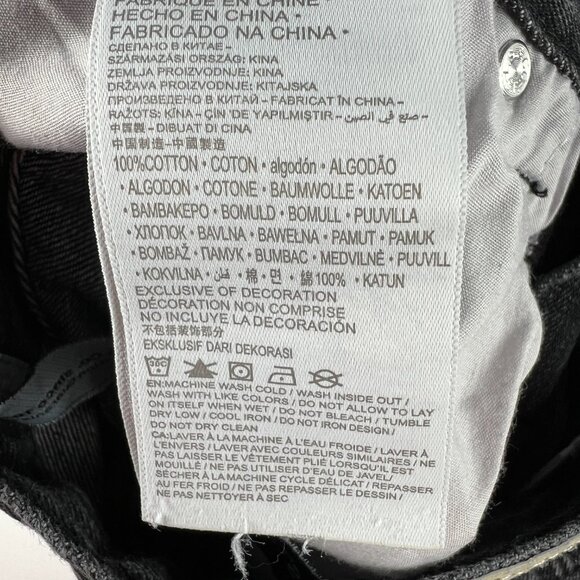 FABRIQUÉ EN CHINE •
HECHO EN CHINA •
FABRICADO NA CHINA •
СДЕЛАНО В КИТАЕ •
SZÁRMAZÁSI ORSZÁG: KÍNA
ZEMLJA PROIZVODNJE: KINA
DRŽAVA PROIZVODNJE: KITAJSKA
ПРОИЗВЕДЕНО В КИТАЙ • FABRICAT ÎN CHINA •
RAŽOTS: ĶĪNA • ÇİN 'DE YAPILMIŞTIR • صنع في الصين •
中国製 • DIBUAT DI CINA
中国制造 • 中國製造
100%COTTON • COTON • algodón • ALGODÃO
• ALGODON • COTONE • BAUMWOLLE • KATOEN
• ΒΑΜΒΑΚΕΡΟ • BOMULD • BOMULL • PUUVILLA
• ХЛОПОК • BAVLNA • BAWEŁNA • PAMUT • PAMUK
• BOMBAŽ • ПАМУК • BUMBAC • MEDVILNĖ • PUUVILL
• KOKVILNA • قطن • 棉 • 면 • 綿100% • KATUN
EXCLUSIVE OF DECORATION
DÉCORATION NON COMPRISE
NO INCLUYE LA DECORACIÓN
不包括装饰部分
EKSKLUSIF DARI DEKORASI
EN:MACHINE WASH COLD / WASH INSIDE OUT /
WASH WITH LIKE COLORS / DO NOT ALLOW TO LAY
ON ITSELF WHEN WET / DO NOT BLEACH / TUMBLE
DRY LOW / COOL IRON / DO NOT IRON DESIGN /
DO NOT DRY CLEAN
CA:LAVER À LA MACHINE À L'EAU FROIDE / LAVER À
L'ENVERS / LAVER AVEC COULEURS SIMILAIRES / NE
PAS LAISSER LE VÊTEMENT PLIÉ LORSQU'IL EST
MOUILLÉ / NE PAS UTILISER D'EAU DE JAVEL/
SÉCHER À LA MACHINE CYCLE DÉLICAT / REPASSER
AU FER FROID / NE PAS REPASSER LE DESSIN /
NE PAS NETTOYER À SEC